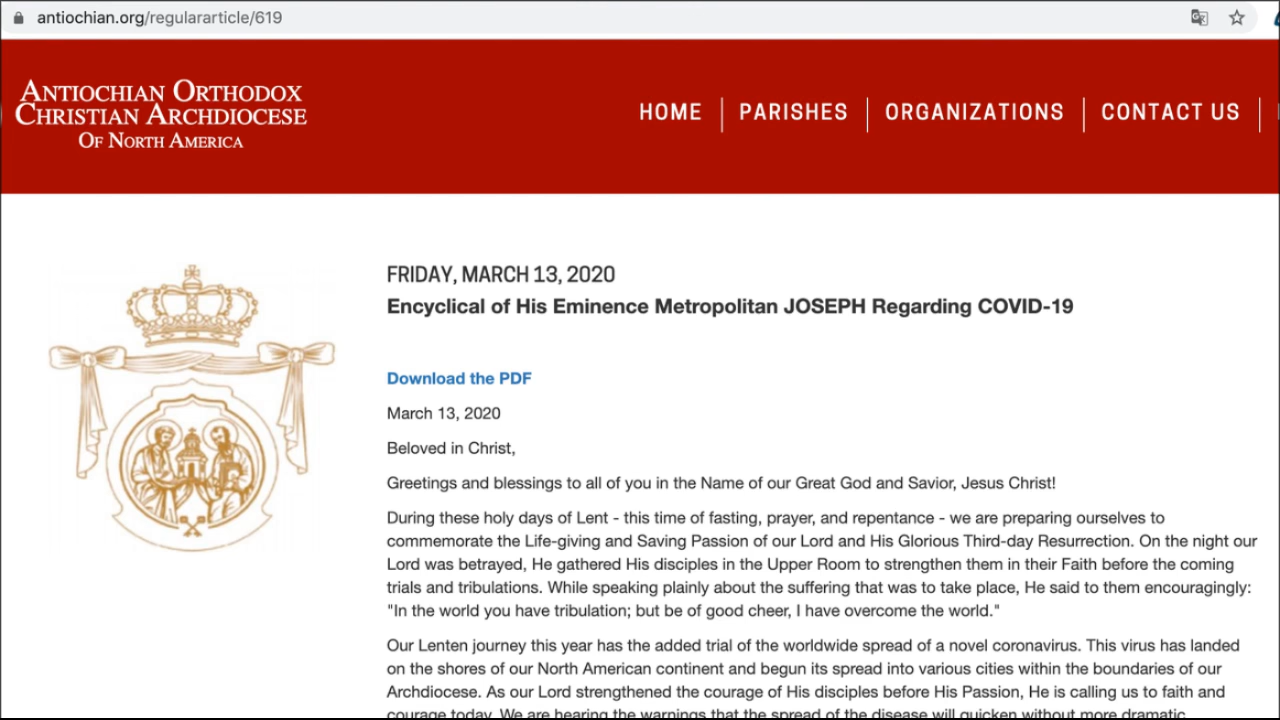 antiochian.org/regulararticle/619
ANTIOCHIAN ORTHODOX
CHRISTIAN ARCHDIOCESE
OF NORTH AMERICA
HOME
PARISHES
ORGANIZATIONS
CONTACT US
FRIDAY, MARCH 13, 2020
Encyclical of His Eminence Metropolitan JOSEPH Regarding COVID-19
Download the PDF
March 13, 2020
Beloved in Christ,
Greetings and blessings to all of you in the Name of our Great God and Savior, Jesus Christ!
During these holy days of Lent - this time of fasting, prayer, and repentance - we are preparing ourselves to
commemorate the Life-giving and Saving Passion of our Lord and His Glorious Third-day Resurrection. On the night our
Lord was betrayed, He gathered His disciples in the Upper Room to strengthen them in their Faith before the coming
trials and tribulations. While speaking plainly about the suffering that was to take place, He said to them encouragingly:
"In the world you have tribulation; but be of good cheer, I have overcome the world."
Our Lenten journey this year has the added trial of the worldwide spread of a novel coronavirus. This virus has landed
on the shores of our North American continent and begun its spread into various cities within the boundaries of our
Archdiocese. As our Lord strengthened the courage of His disciples before His Passion, He is calling us to faith and
courage today. We are hearing the warnings that the spread of the disease will quicken without more dramatic